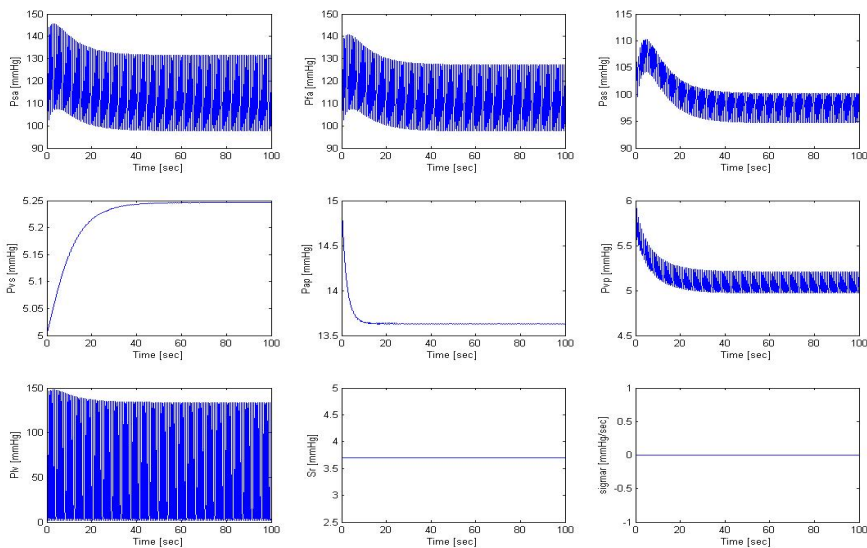 Psa [mmHg]
150
140
130
120
110
100
90
0 20 40 60 80 100
Time [sec]
Pfa [mmHg]
150
140
130
120
110
100
90
0 20 40 60 80 100
Time [sec]
Pas [mmHg]
115
110
105
100
95
90
0 20 40 60 80 100
Time [sec]
Pvs [mmHg]
5.25
5.2
5.15
5.1
5.05
5
0 20 40 60 80 100
Time [sec]
Pap [mmHg]
15
14.5
14
13.5
0 20 40 60 80 100
Time [sec]
Pvp [mmHg]
6
5.5
5
4.5
0 20 40 60 80 100
Time [sec]
Plv [mmHg]
150
100
50
0
0 20 40 60 80 100
Time [sec]
Sr [mmHg]
5
4.5
4
3.5
3
2.5
0 20 40 60 80 100
Time [sec]
sigmar [mmHg/sec]
1
0.5
0
-0.5
-1
0 20 40 60 80 100
Time [sec]